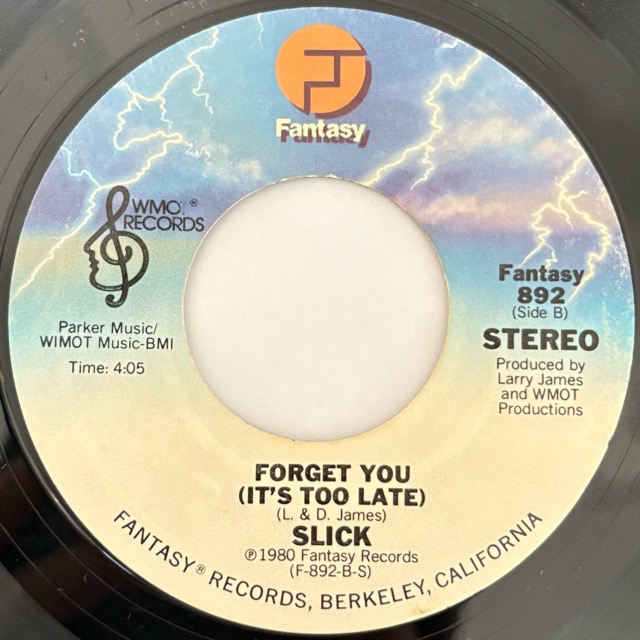 Fantasy
WMOT®
RECORDS
Parker Music/
WIMOT Music-BMI
Time: 4:05
Fantasy
892
(Side B)
STEREO
Produced by
Larry James
and WMOT
Productions
FORGET YOU
(IT'S TOO LATE)
(L. & D. James)
SLICK
℗1980 Fantasy Records
(F-892-B-S)
FANTASY® RECORDS, BERKELEY, CALIFORNIA